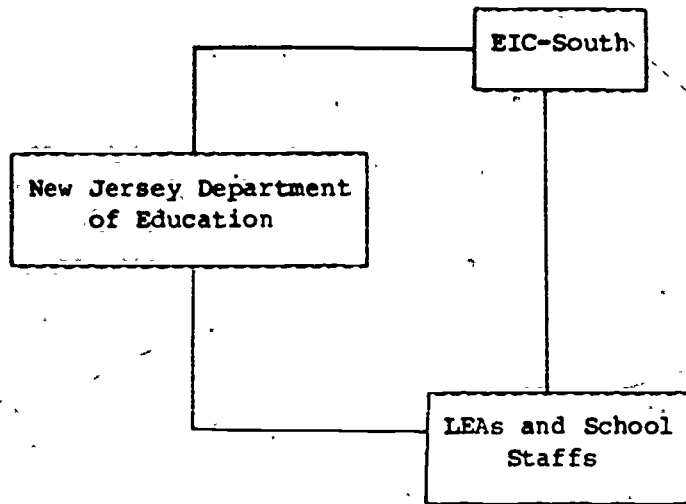 EIC-South
New Jersey Department
of Education
LEAs and School
Staffs